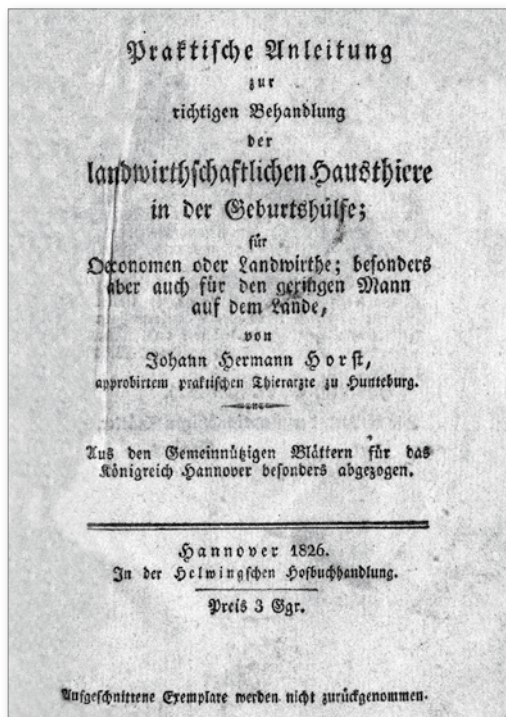 Praktische Anleitung
zur
richtigen Behandlung
der
landwirthschaftlichen Hausthiere
in der Geburtshülfe;
für
Oeconomen oder Landwirthe; besonders
aber auch für den geringen Mann
auf dem Lande,
von
Johann Hermann Horst,
approbirtem praktischen Thierarzte zu Hunteburg.
Aus den Gemeinnützigen Blättern für das
Königreich Hannover besonders abgezogen.
Hannover 1826.
In der Helwingschen Hofbuchhandlung.
Preis 3 Ggr.
Aufgeschnittene Exemplare werden nicht zurückgenommen.